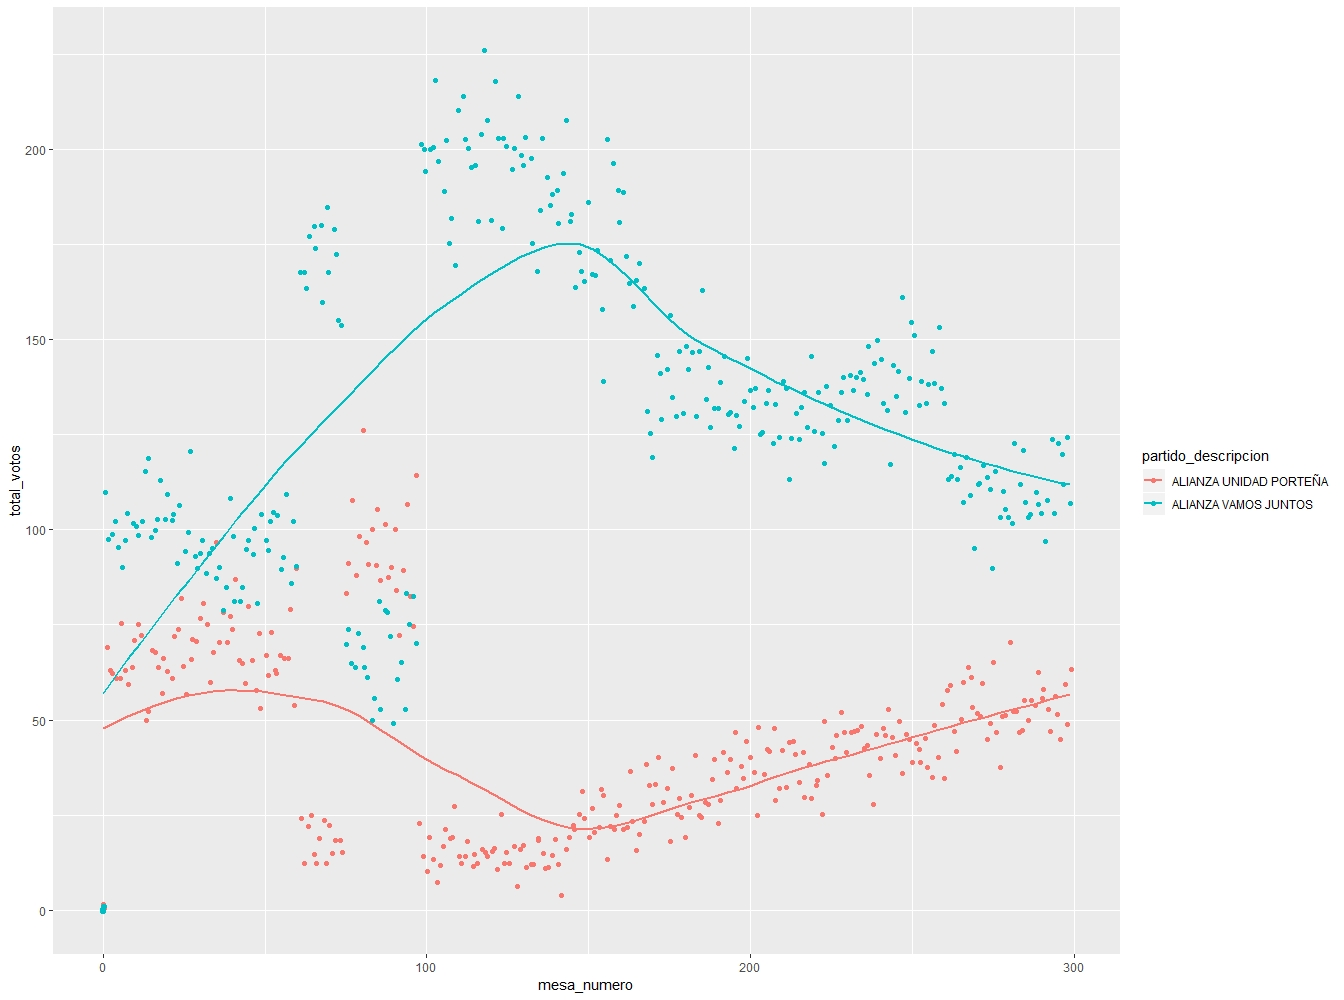 total_votos
200
150
100
50
0
0
100
200
300
mesa_numero
partido_descripcion
ALIANZA UNIDAD PORTEÑA
ALIANZA VAMOS JUNTOS